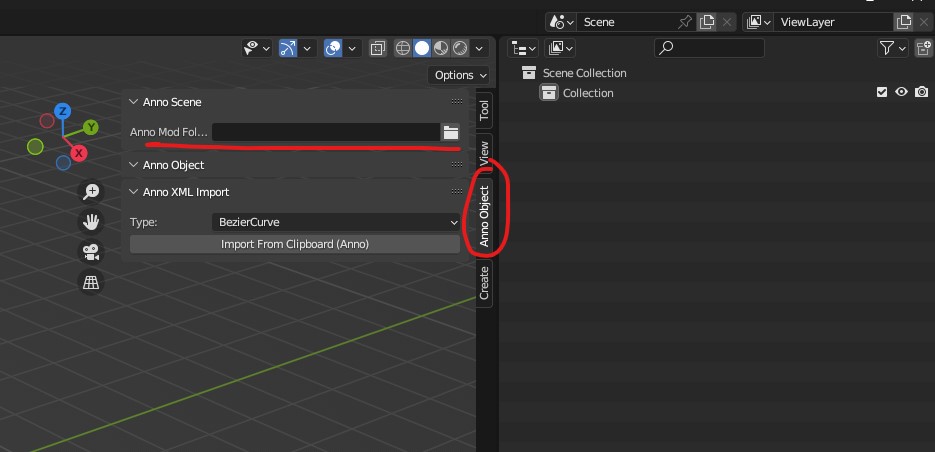 Scene
ViewLayer
Options
Scene Collection
Collection
Anno Scene
Anno Mod Fol...
Anno Object
Anno XML Import
Type:
BezierCurve
Import From Clipboard (Anno)
Z
Y
X
Tool
View
Anno Object
Create